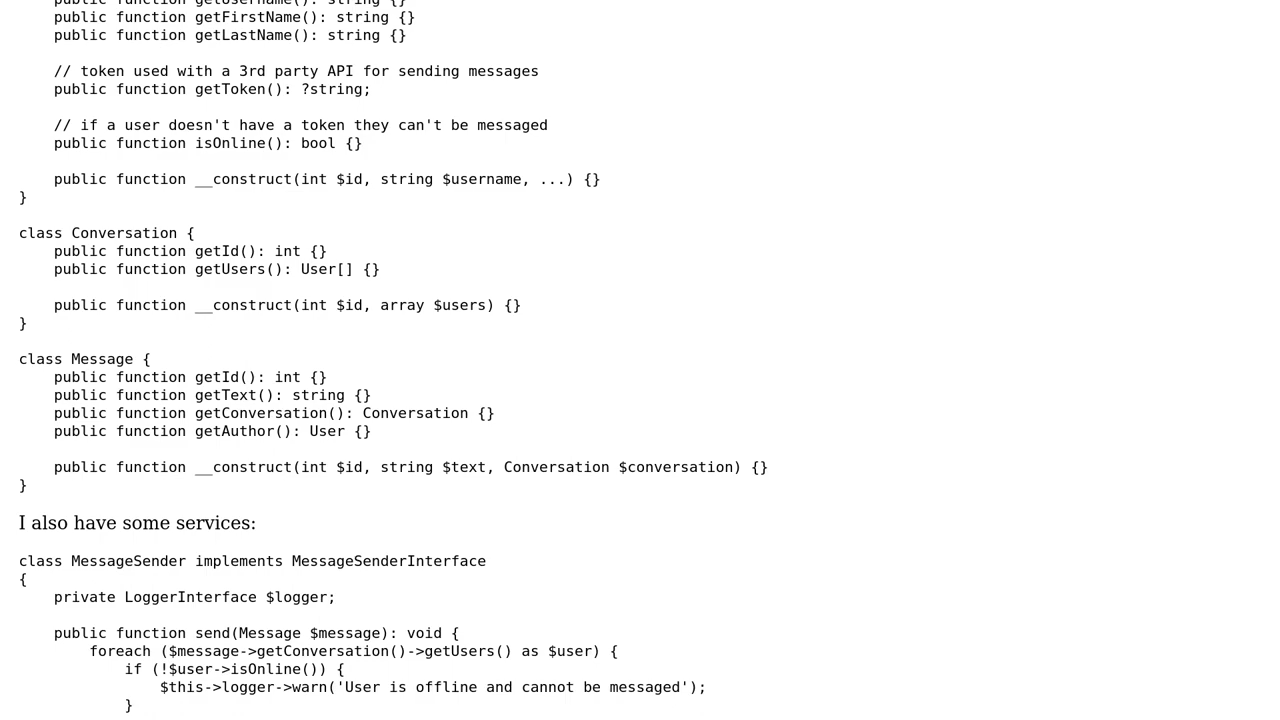 public function getUsername(): string {}
public function getFirstName(): string {}
public function getLastName(): string {}
// token used with a 3rd party API for sending messages
public function getToken(): ?string;
// if a user doesn't have a token they can't be messaged
public function isOnline(): bool {}
public function __construct(int $id, string $username, ...) {}
}
class Conversation {
public function getId(): int {}
public function getUsers(): User[] {}
public function __construct(int $id, array $users) {}
}
class Message {
public function getId(): int {}
public function getText(): string {}
public function getConversation(): Conversation {}
public function getAuthor(): User {}
public function __construct(int $id, string $text, Conversation $conversation) {}
}
I also have some services:
class MessageSender implements MessageSenderInterface
{
private LoggerInterface $logger;
public function send(Message $message): void {
foreach ($message->getConversation()->getUsers() as $user) {
if (!$user->isOnline()) {
$this->logger->warn('User is offline and cannot be messaged');
}